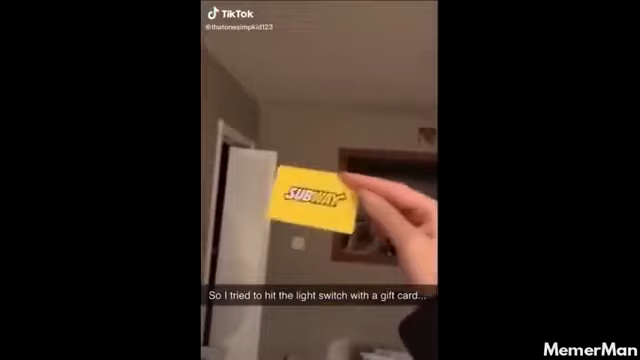 TikTok
@thatonesimpkid123
SUBWAY
So I tried to hit the light switch with a gift card...
MemerMan